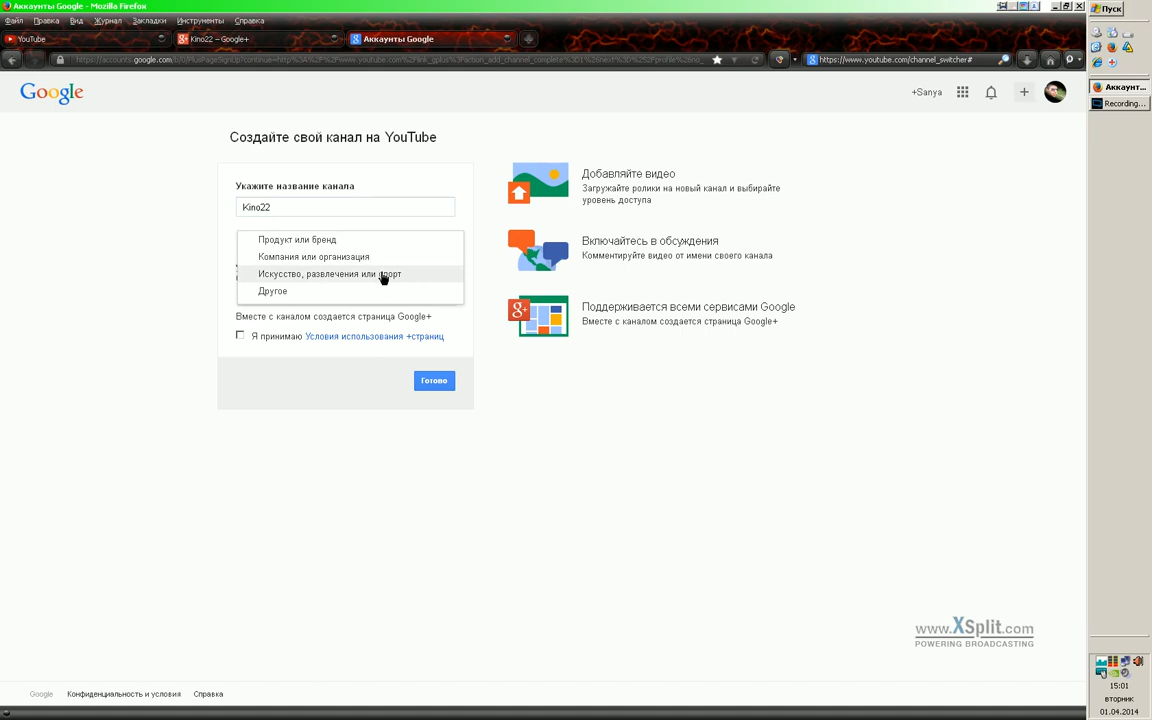 Аккаунты Google - Mozilla Firefox
Файл Правка Вид Журнал Закладки Инструменты Справка
YouTube
Kino22 – Google+
Аккаунты Google
https://www.youtube.com/channel_switcher#
Google
+Sanya
Создайте свой канал на YouTube
Укажите название канала
Kino22
Продукт или бренд
Компания или организация
Искусство, развлечения или спорт
Другое
Вместе с каналом создается страница Google+
Я принимаю Условия использования +страниц
Готово
Добавляйте видео
Загружайте ролики на новый канал и выбирайте
уровень доступа
Включайтесь в обсуждения
Комментируйте видео от имени своего канала
Поддерживается всеми сервисами Google
Вместе с каналом создается страница Google+
www.XSplit.com
POWERING BROADCASTING
Google Конфиденциальность и условия Справка
Пуск
Аккаунт...
Recording...
15:01
вторник
01.04.2014